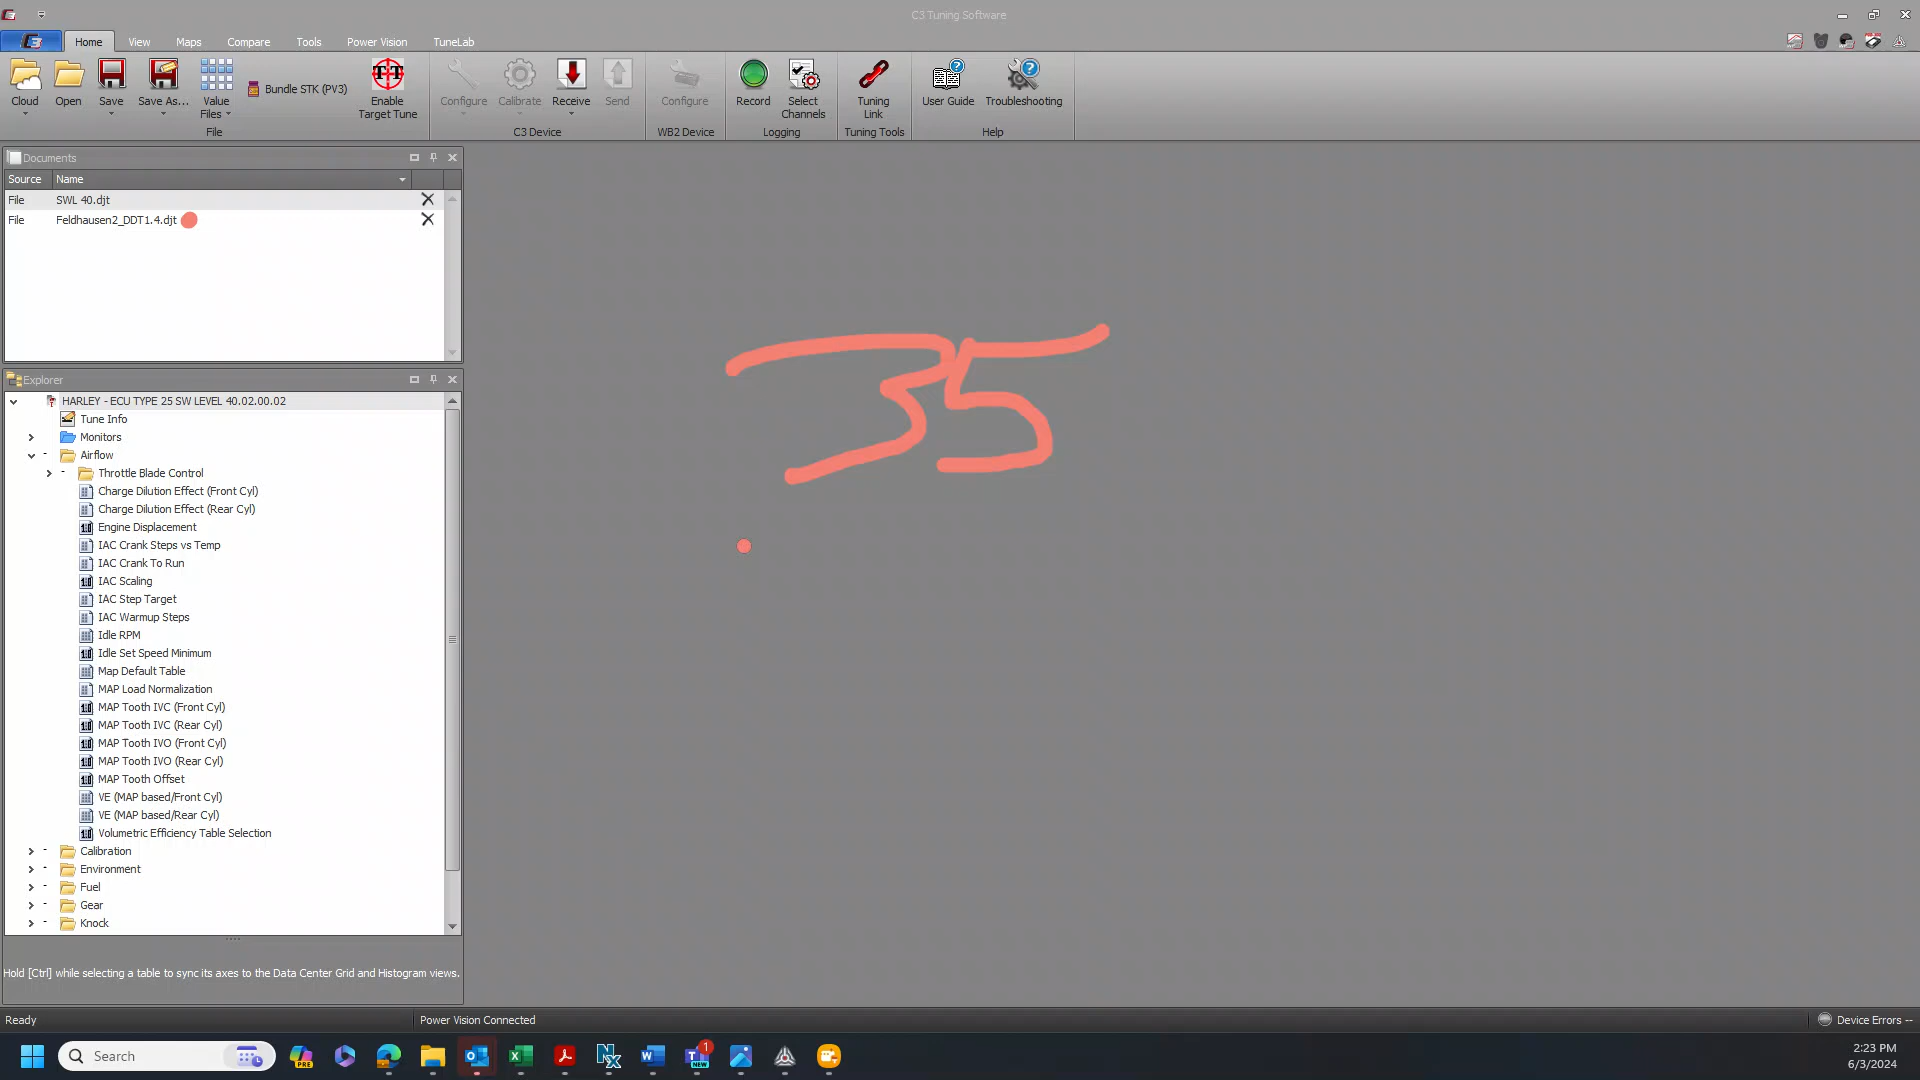 C3 Tuning Software
C3 Home View Maps Compare Tools Power Vision TuneLab
Cloud Open Save Save As... Value Files Bundle STK (PV3) Enable Target Tune Configure Calibrate Receive Send Configure Record Select Channels Tuning Link User Guide Troubleshooting
File C3 Device WB2 Device Logging Tuning Tools Help
Documents
Source Name
File SWL 40.djt
File Feldhausen2_DDT1.4.djt
35
Explorer
HARLEY - ECU TYPE 25 SW LEVEL 40.02.00.02
Tune Info
Monitors
Airflow
Throttle Blade Control
Charge Dilution Effect (Front Cyl)
Charge Dilution Effect (Rear Cyl)
Engine Displacement
IAC Crank Steps vs Temp
IAC Crank To Run
IAC Scaling
IAC Step Target
IAC Warmup Steps
Idle RPM
Idle Set Speed Minimum
Map Default Table
MAP Load Normalization
MAP Tooth IVC (Front Cyl)
MAP Tooth IVC (Rear Cyl)
MAP Tooth IVO (Front Cyl)
MAP Tooth IVO (Rear Cyl)
MAP Tooth Offset
VE (MAP based/Front Cyl)
VE (MAP based/Rear Cyl)
Volumetric Efficiency Table Selection
Calibration
Environment
Fuel
Gear
Knock
Hold [Ctrl] while selecting a table to sync its axes to the Data Center Grid and Histogram views.
Ready Power Vision Connected Device Errors --
Search
2:23 PM
6/3/2024